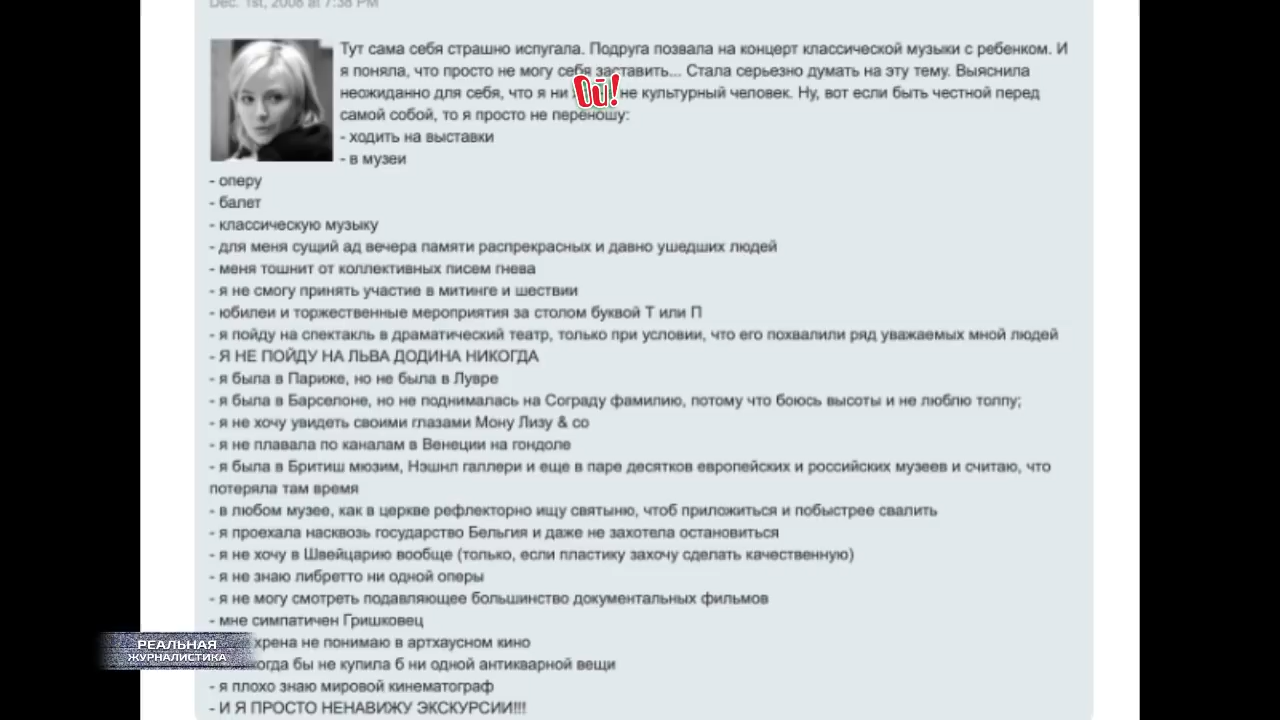 Dec. 1st, 2008 at 7:38 PM
Тут сама себя страшно испугала. Подруга позвала на концерт классической музыки с ребенком. И
я поняла, что просто не могу себя заставить... Стала серьезно думать на эту тему. Выяснила
неожиданно для себя, что я ни ОЙ! не культурный человек. Ну, вот если быть честной перед
самой собой, то я просто не переношу:
- ходить на выставки
- в музеи
- оперу
- балет
- классическую музыку
- для меня сущий ад вечера памяти распрекрасных и давно ушедших людей
- меня тошнит от коллективных писем гнева
- я не смогу принять участие в митинге и шествии
- юбилеи и торжественные мероприятия за столом буквой Т или П
- я пойду на спектакль в драматический театр, только при условии, что его похвалили ряд уважаемых мной людей
- Я НЕ ПОЙДУ НА ЛЬВА ДОДИНА НИКОГДА
- я была в Париже, но не была в Лувре
- я была в Барселоне, но не поднималась на Сограду фамилию, потому что боюсь высоты и не люблю толпу;
- я не хочу увидеть своими глазами Мону Лизу & co
- я не плавала по каналам в Венеции на гондоле
- я была в Бритиш мюзим, Нэшнл галлери и еще в паре десятков европейских и российских музеев и считаю, что
потеряла там время
- в любом музее, как в церкве рефлекторно ищу святыню, чтоб приложиться и побыстрее свалить
- я проехала насквозь государство Бельгия и даже не захотела остановиться
- я не хочу в Швейцарию вообще (только, если пластику захочу сделать качественную)
- я не знаю либретто ни одной оперы
- я не могу смотреть подавляющее большинство документальных фильмов
- мне симпатичен Гришковец
хрена не понимаю в артхаусном кино
когда бы не купила б ни одной антикварной вещи
- я плохо знаю мировой кинематограф
- И Я ПРОСТО НЕНАВИЖУ ЭКСКУРСИИ!!!
РЕАЛЬНАЯ
ЖУРНАЛИСТИКА